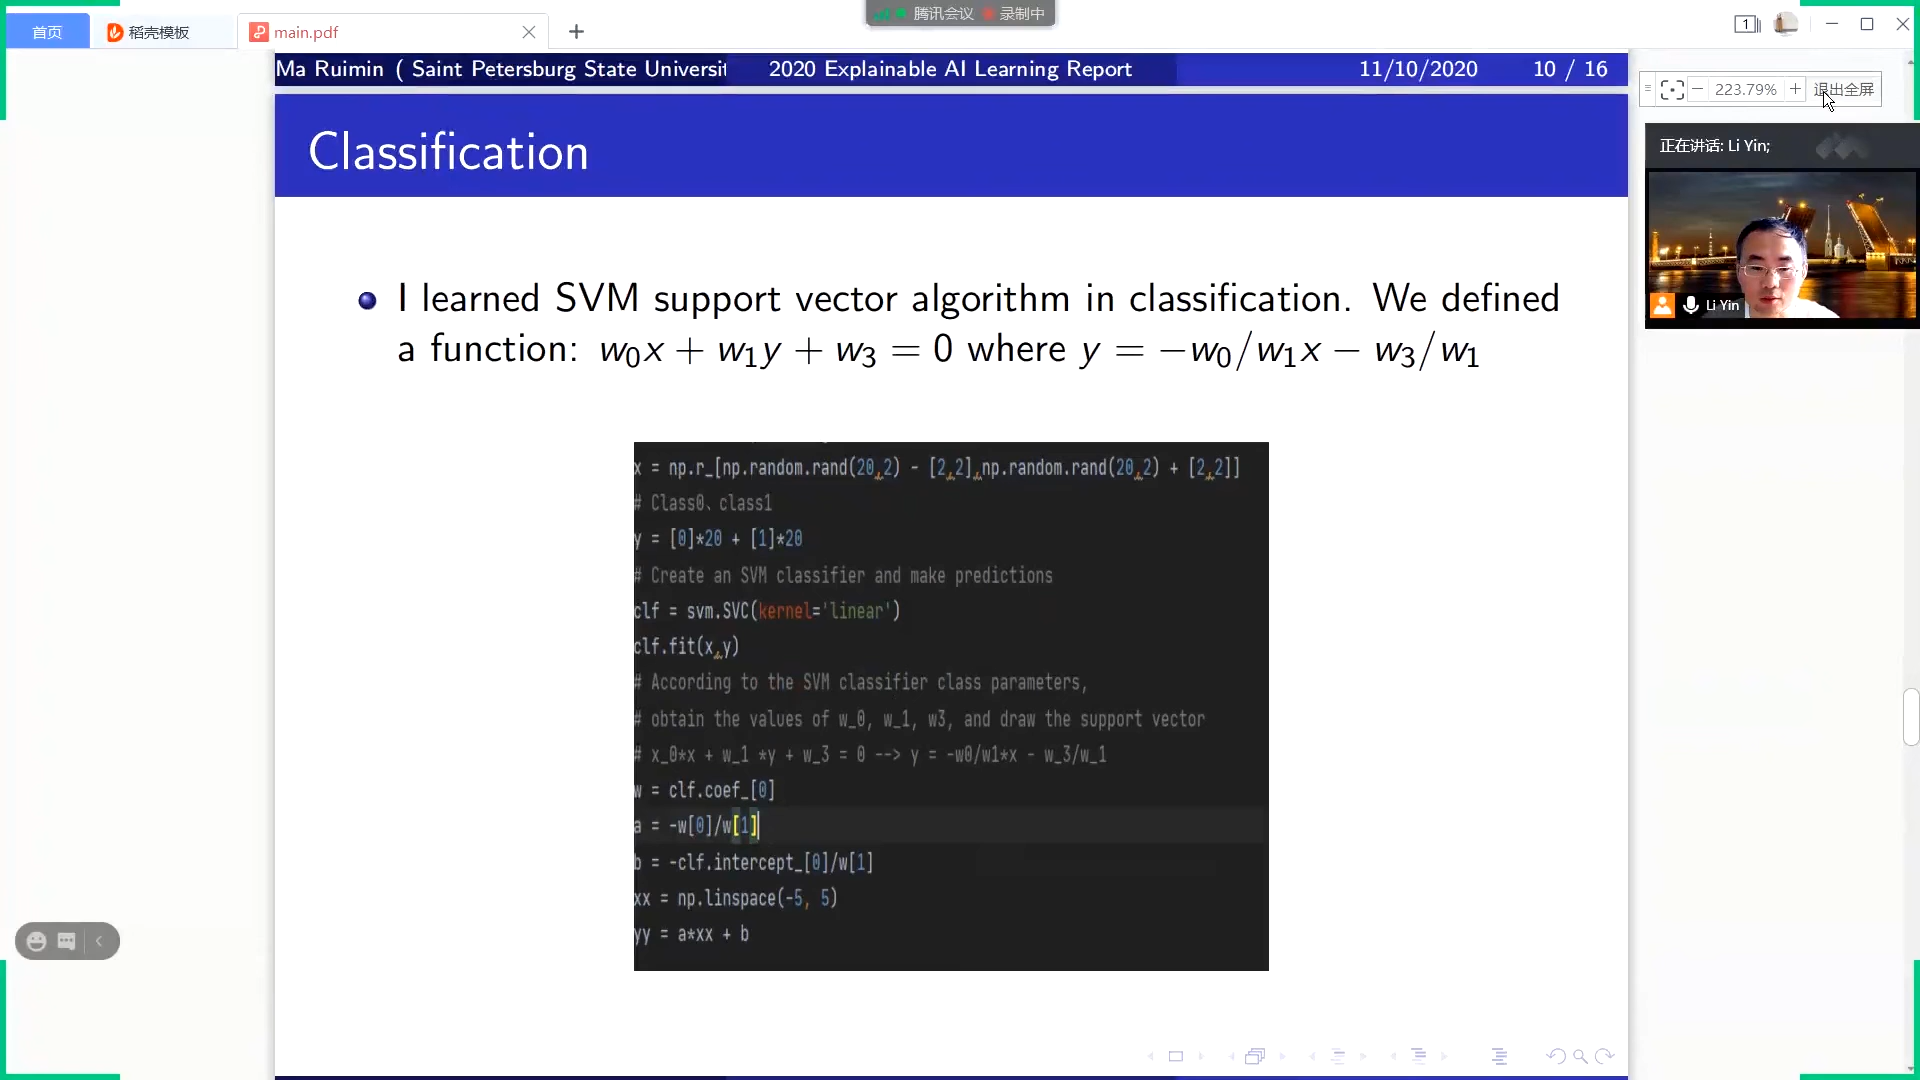 腾讯会议 录制中
首页
稻壳模板
main.pdf
Ma Ruimin ( Saint Petersburg State Universit
2020 Explainable AI Learning Report
11/10/2020
10 / 16
223.79%
退出全屏
正在讲话: Li Yin;
Li Yin
Classification
I learned SVM support vector algorithm in classification. We defined
a function: w₀x + w₁y + w₃ = 0 where y = −w₀/w₁x − w₃/w₁
x = np.r_[np.random.rand(20,2) - [2,2],np.random.rand(20,2) + [2,2]]
# Class0、class1
y = [0]*20 + [1]*20
# Create an SVM classifier and make predictions
clf = svm.SVC(kernel='linear')
clf.fit(x,y)
# According to the SVM classifier class parameters,
# obtain the values of w_0, w_1, w3, and draw the support vector
# x_0*x + w_1 *y + w_3 = 0 --> y = -w0/w1*x - w_3/w_1
w = clf.coef_[0]
a = -w[0]/w[1]
b = -clf.intercept_[0]/w[1]
xx = np.linspace(-5, 5)
yy = a*xx + b